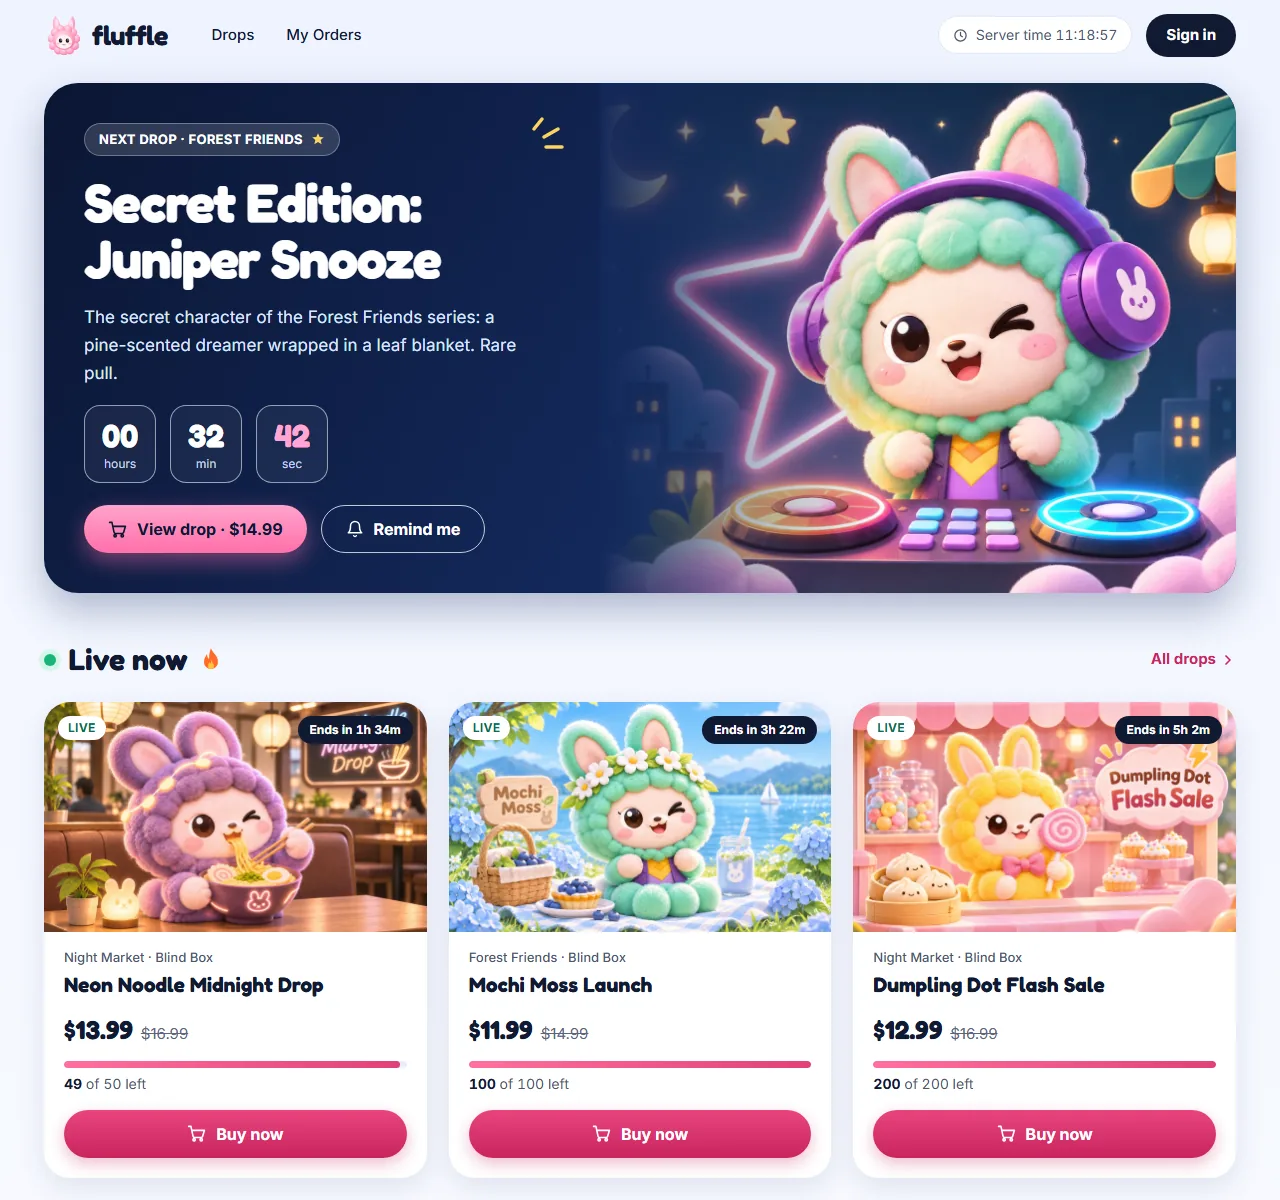 fluffle
Drops
My Orders
Server time 11:18:57
Sign in
NEXT DROP · FOREST FRIENDS
Secret Edition:
Juniper Snooze
The secret character of the Forest Friends series: a
pine-scented dreamer wrapped in a leaf blanket. Rare
pull.
00
hours
32
min
42
sec
View drop · $14.99
Remind me
Live now
All drops
LIVE
Ends in 1h 34m
Drop
LIVE
Ends in 3h 22m
Mochi
Moss
LIVE
Ends in 5h 2m
Dumpling Dot
Flash Sale
Night Market · Blind Box
Neon Noodle Midnight Drop
$13.99 $16.99
49 of 50 left
Buy now
Forest Friends · Blind Box
Mochi Moss Launch
$11.99 $14.99
100 of 100 left
Buy now
Night Market · Blind Box
Dumpling Dot Flash Sale
$12.99 $16.99
200 of 200 left
Buy now